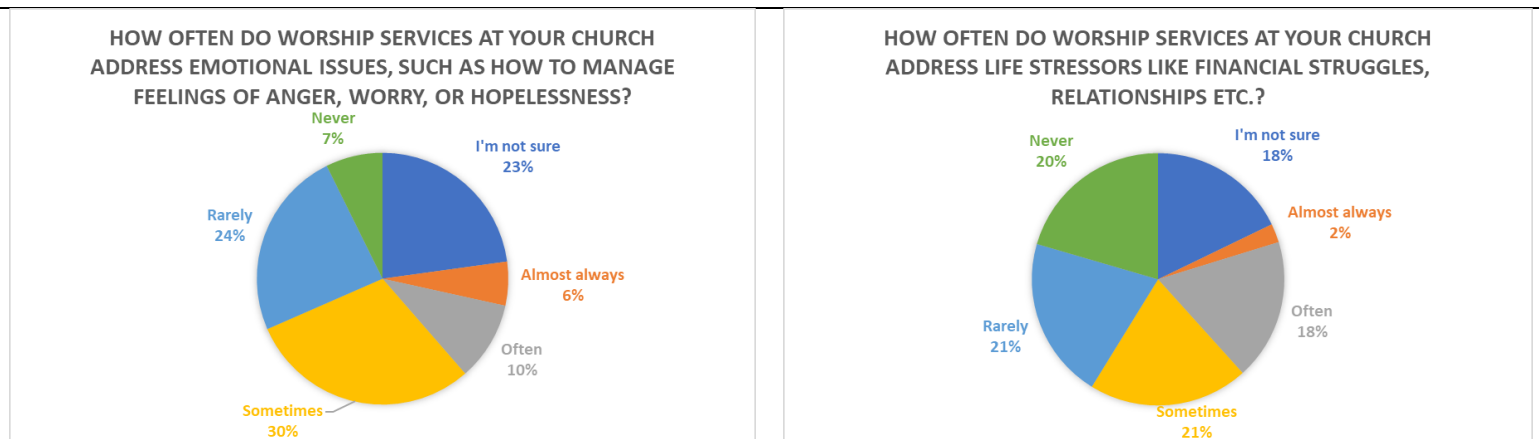 HOW OFTEN DO WORSHIP SERVICES AT YOUR CHURCH
ADDRESS EMOTIONAL ISSUES, SUCH AS HOW TO MANAGE
FEELINGS OF ANGER, WORRY, OR HOPELESSNESS?
Never
7%
I'm not sure
23%
Rarely
24%
Almost always
6%
Often
10%
Sometimes
30%
HOW OFTEN DO WORSHIP SERVICES AT YOUR CHURCH
ADDRESS LIFE STRESSORS LIKE FINANCIAL STRUGGLES,
RELATIONSHIPS ETC.?
I'm not sure
18%
Never
20%
Almost always
2%
Often
18%
Rarely
21%
Sometimes
21%